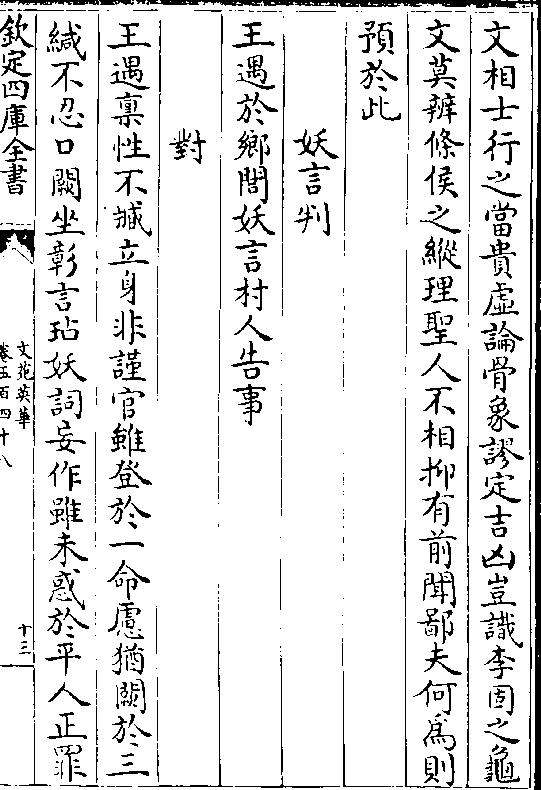 文相士行之當貴虛論骨象謬定吉凶豈識李固之龜
文莫辨條侯之縱理聖人不相抑有前聞鄙夫何為則
預於此
妖言判
王遇於鄉閭妖言村人告事
對
王遇禀性不摵立身非謹官雖登於一命慮猶闕於三
緘不忍口闕坐彰言玷妖詞妄作雖未惑於平人正罪
欽定四庫全書
文苑英華
卷五百四十八
十三